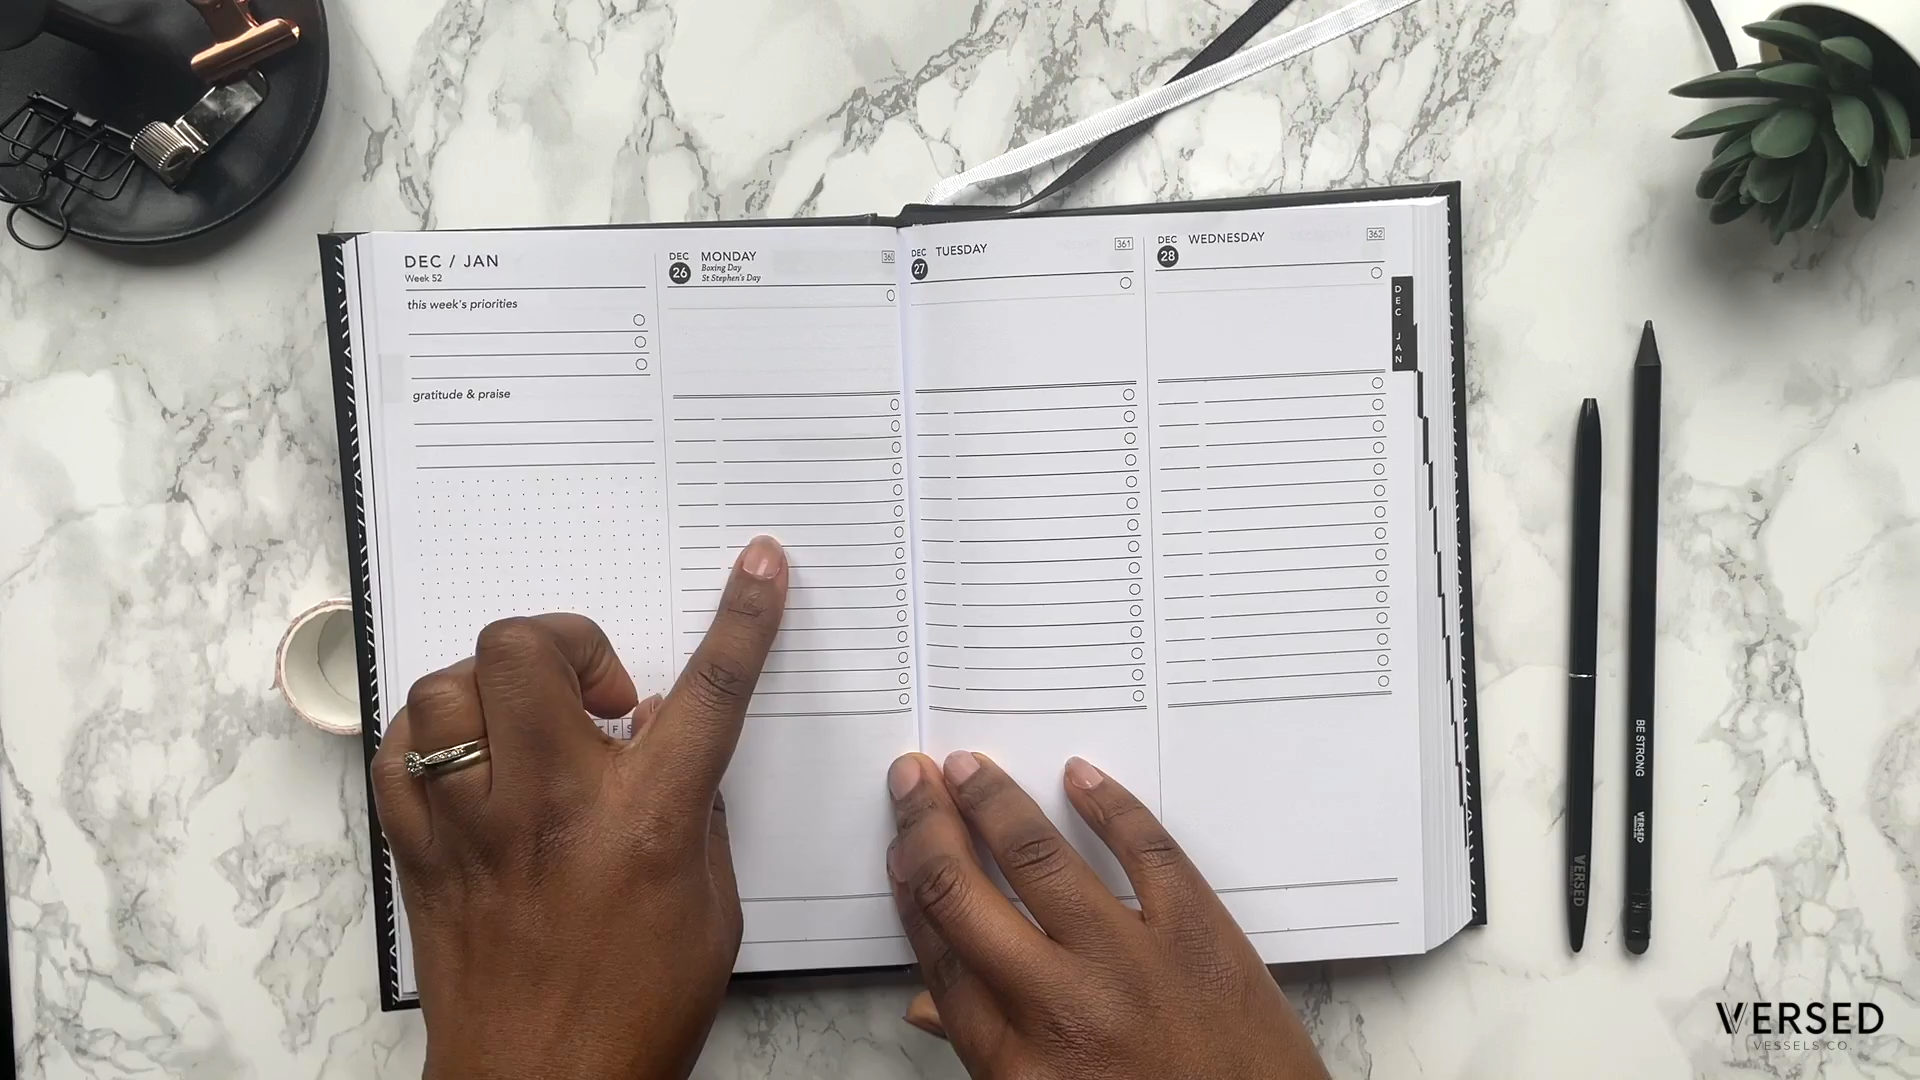 DEC / JAN
Week 52
this week's priorities
gratitude & praise
F S
DEC
26
MONDAY
Boxing Day
St Stephen's Day
360
DEC
27
TUESDAY
361
DEC
28
WEDNESDAY
362
DEC JAN
BE STRONG
VERSED
VERSED
VERSED
VESSELS CO.